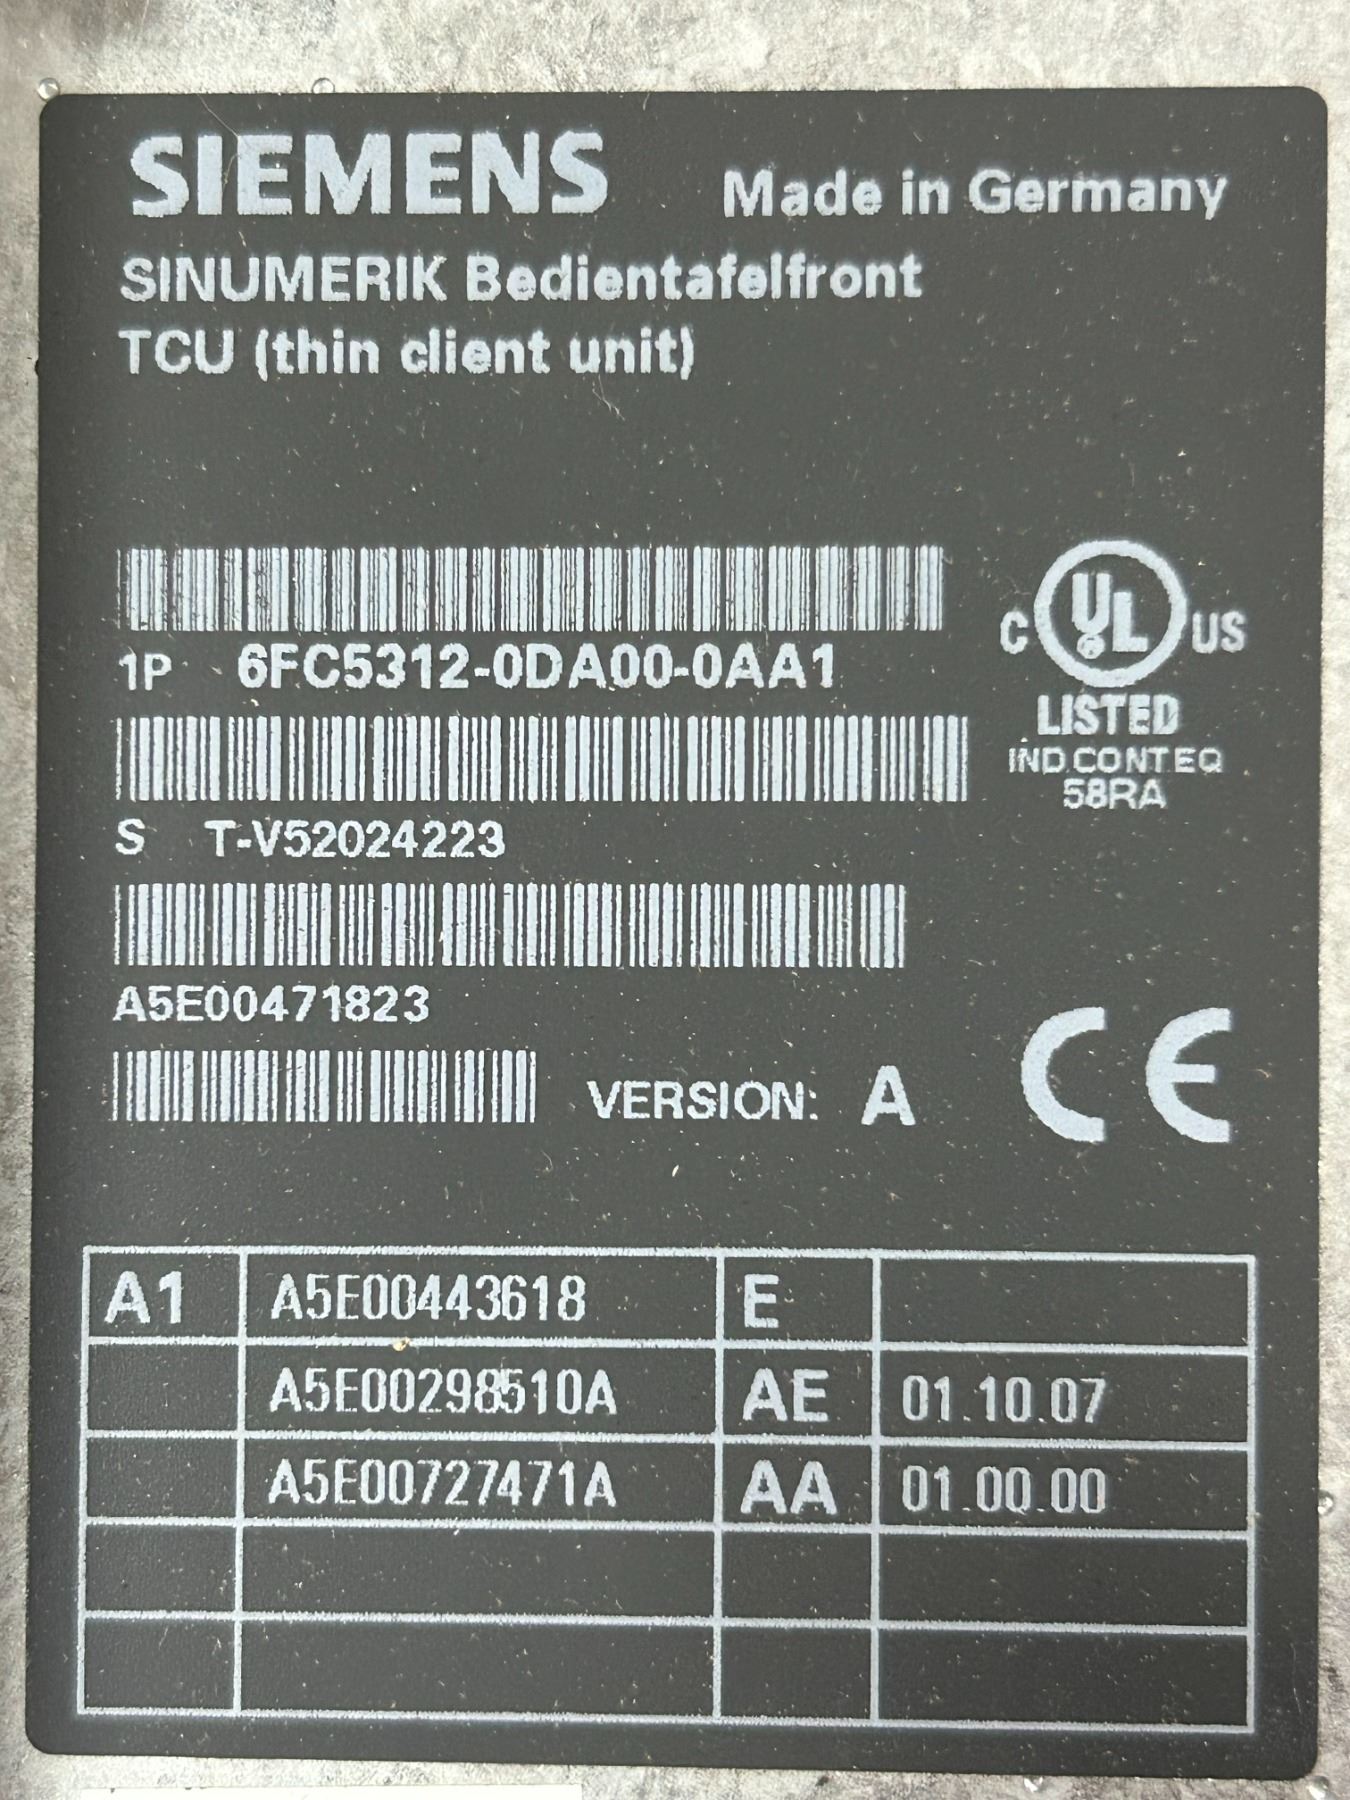 SIEMENS
Made in Germany
SINUMERIK Bedientafelfront
TCU (thin client unit)
1P 6FC5312-0DA00-0AA1
C UL ® US
LISTED
IND CONT EQ
58RA
S T-V52024223
A5E00471823
VERSION: A CE
A1 A5E00443618 E
A5E00298510A AE 01.10.07
A5E00727471A AA 01.00.00